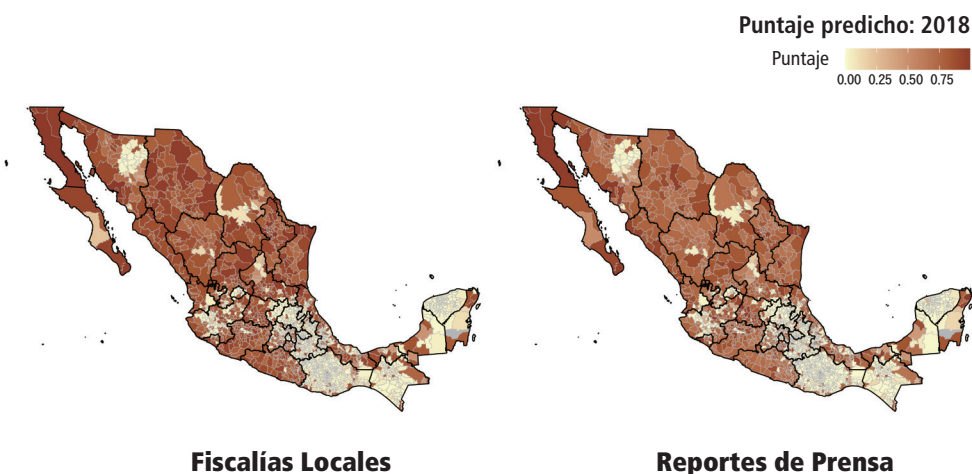 Puntaje predicho: 2018
Puntaje
0.00 0.25 0.50 0.75
Fiscalías Locales
Reportes de Prensa